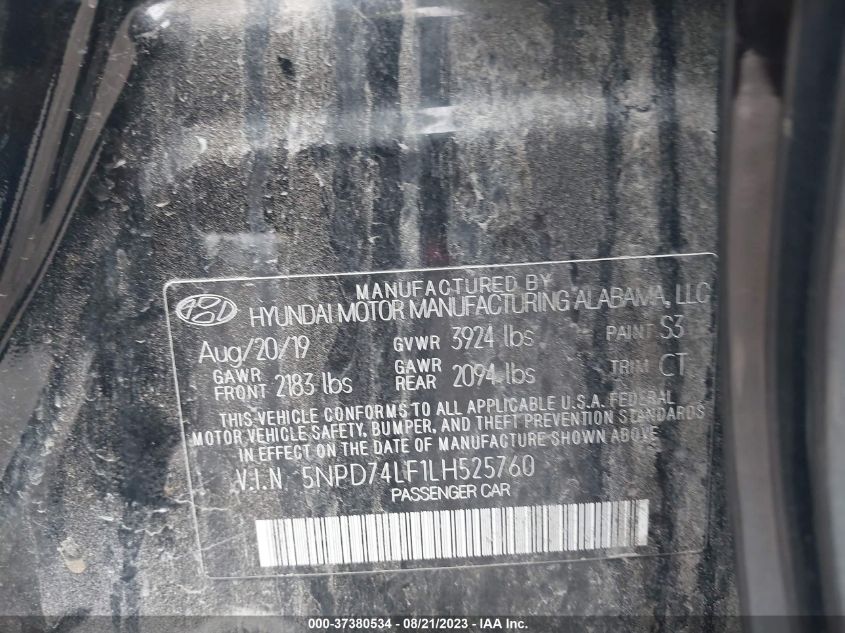 MANUFACTURED BY
HYUNDAI MOTOR MANUFACTURING ALABAMA, LLC
Aug/20/19 GVWR 3924 lbs PAINT S3
GAWR FRONT 2183 lbs GAWR REAR 2094 lbs TRIM CT
THIS VEHICLE CONFORMS TO ALL APPLICABLE U.S.A. FEDERAL
MOTOR VEHICLE SAFETY, BUMPER, AND THEFT PREVENTION STANDARDS
IN EFFECT ON THE DATE OF MANUFACTURE SHOWN ABOVE
V.I.N 5NPD74LF1LH525760
PASSENGER CAR
000-37380534 - 08/21/2023 - IAA Inc.